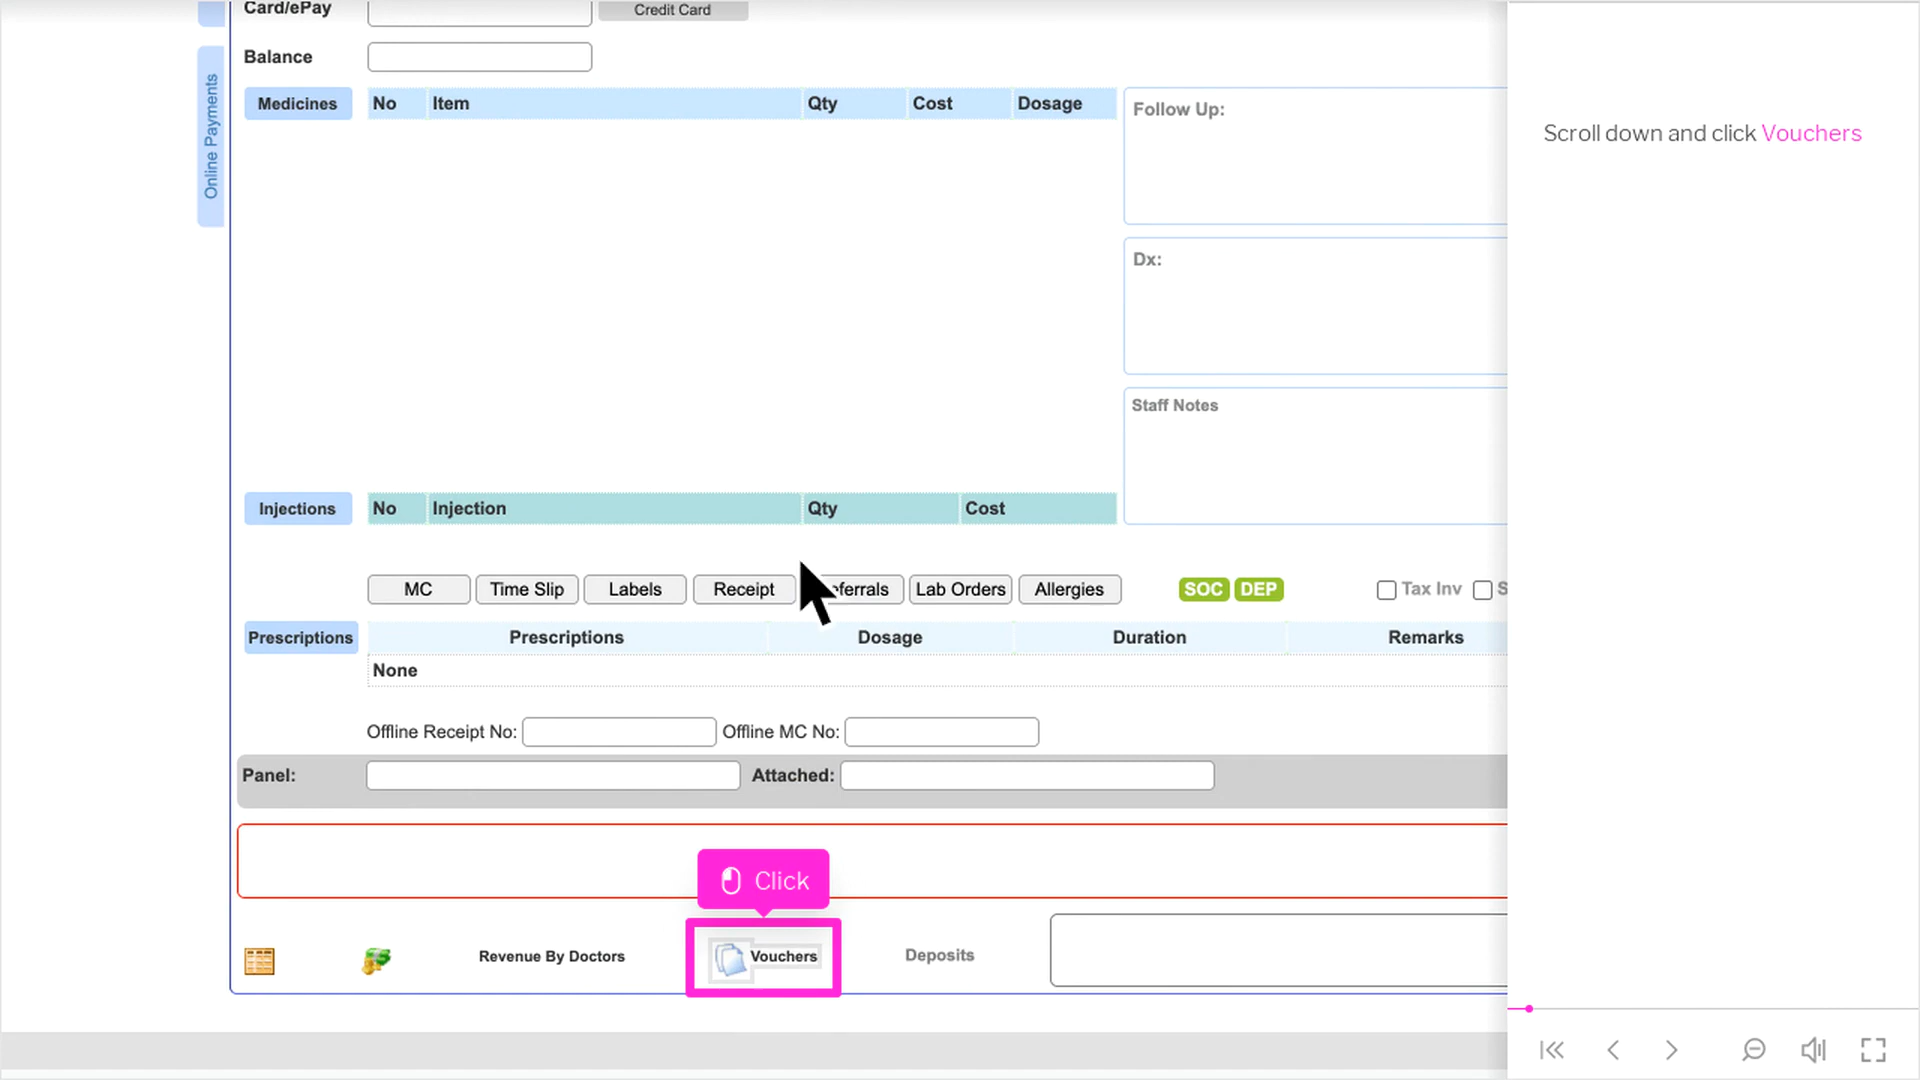 Card/ePay
Credit Card
Balance
Online Payments
Medicines No Item Qty Cost Dosage
Follow Up:
Dx:
Staff Notes
Injections No Injection Qty Cost
MC Time Slip Labels Receipt Lab Orders Allergies SOC DEP Tax Inv
Prescriptions Prescriptions Dosage Duration Remarks
None
Offline Receipt No: Offline MC No:
Panel: Attached:
Click
Revenue By Doctors Vouchers Deposits
Scroll down and click Vouchers